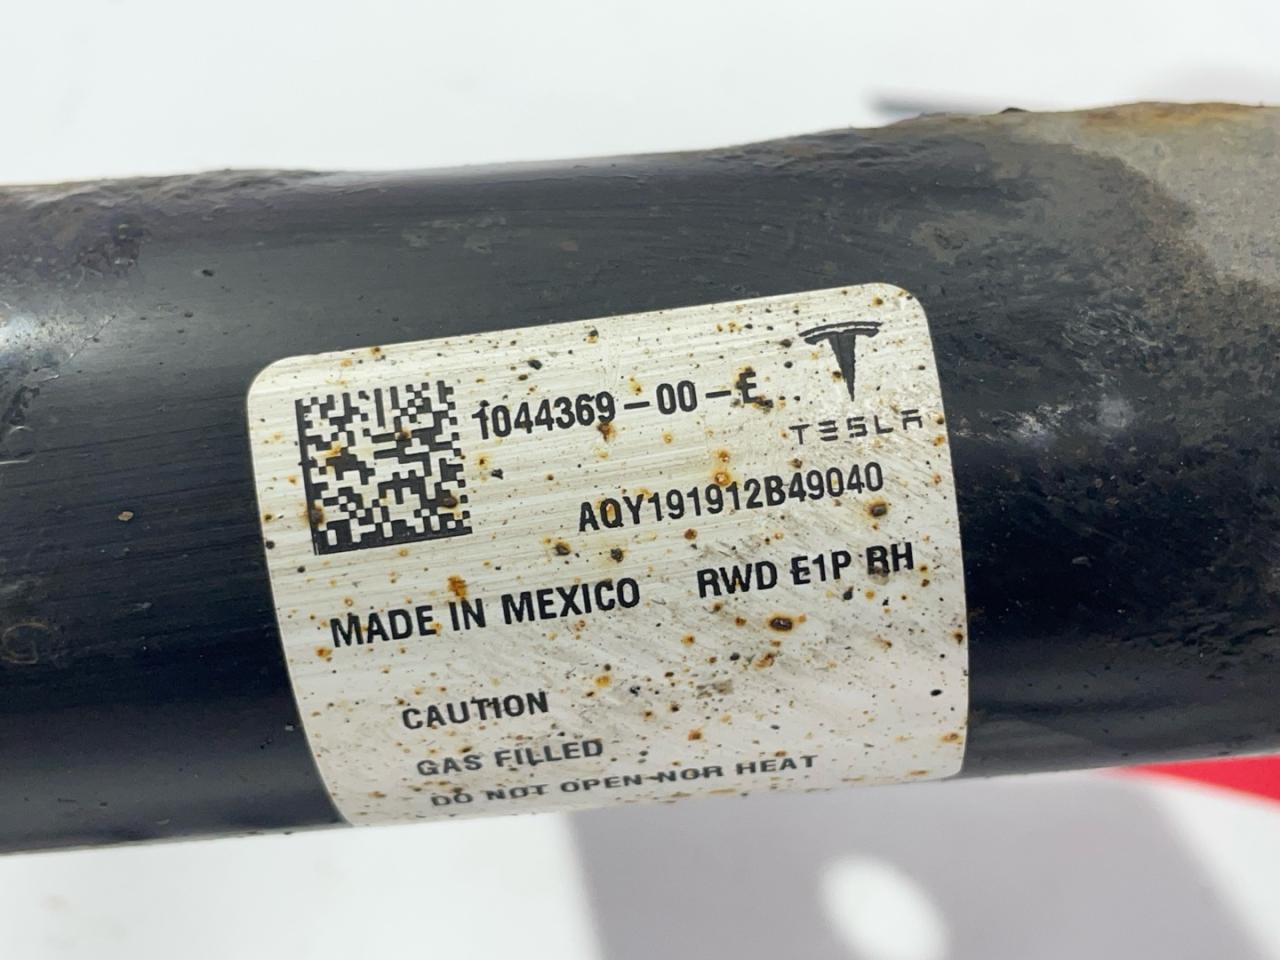 1044369-00-E
TESLA
AQY191912B49040
MADE IN MEXICO RWD E1P RH
CAUTION
GAS FILLED
DO NOT OPEN NOR HEAT